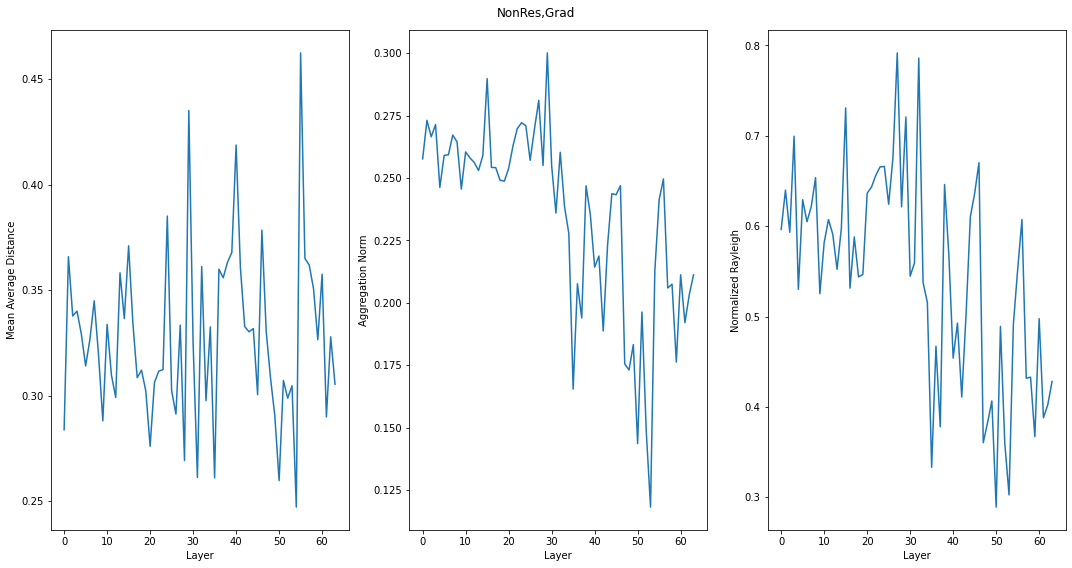 NonRes,Grad
Mean Average Distance
0.45
0.40
0.35
0.30
0.25
0 10 20 30 40 50 60
Layer
Aggregation Norm
0.300
0.275
0.250
0.225
0.200
0.175
0.150
0.125
0 10 20 30 40 50 60
Layer
Normalized Rayleigh
0.8
0.7
0.6
0.5
0.4
0.3
0 10 20 30 40 50 60
Layer